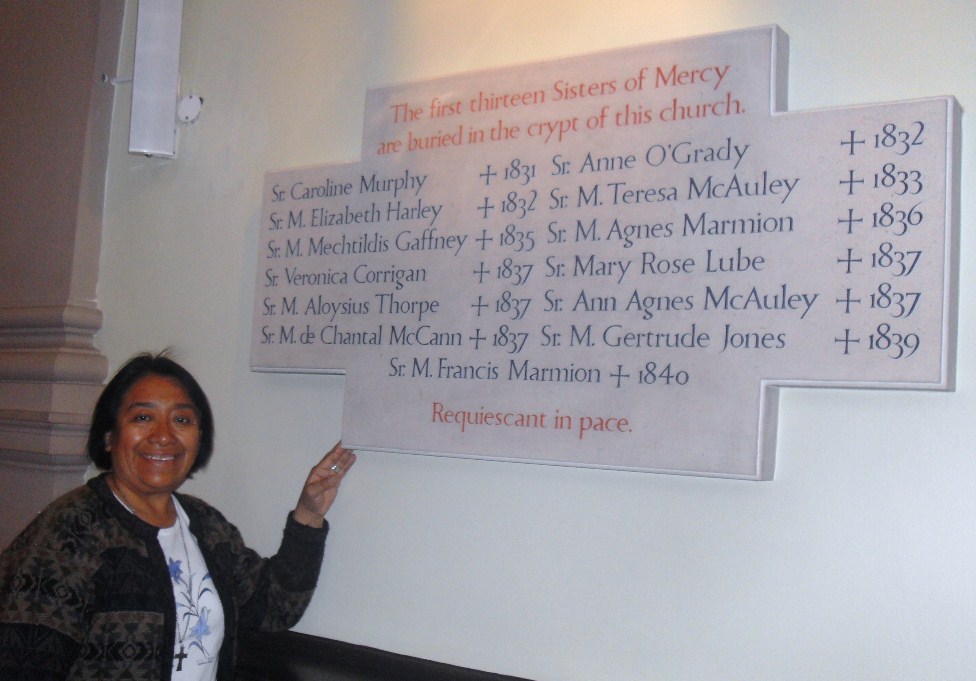 The first thirteen Sisters of Mercy
are buried in the crypt of this church.
Sr. Caroline Murphy + 1831 Sr. Anne O'Grady + 1832
Sr. M. Elizabeth Harley + 1832 Sr. M. Teresa McAuley + 1833
Sr. M. Mechtildis Gaffney + 1835 Sr. M. Agnes Marmion + 1836
Sr. Veronica Corrigan + 1837 Sr. Mary Rose Lube + 1837
Sr. M. Aloysius Thorpe + 1837 Sr. Ann Agnes McAuley + 1837
Sr. M. de Chantal McCann + 1837 Sr. M. Gertrude Jones + 1839
Sr. M. Francis Marmion + 1840
Requiescant in pace.